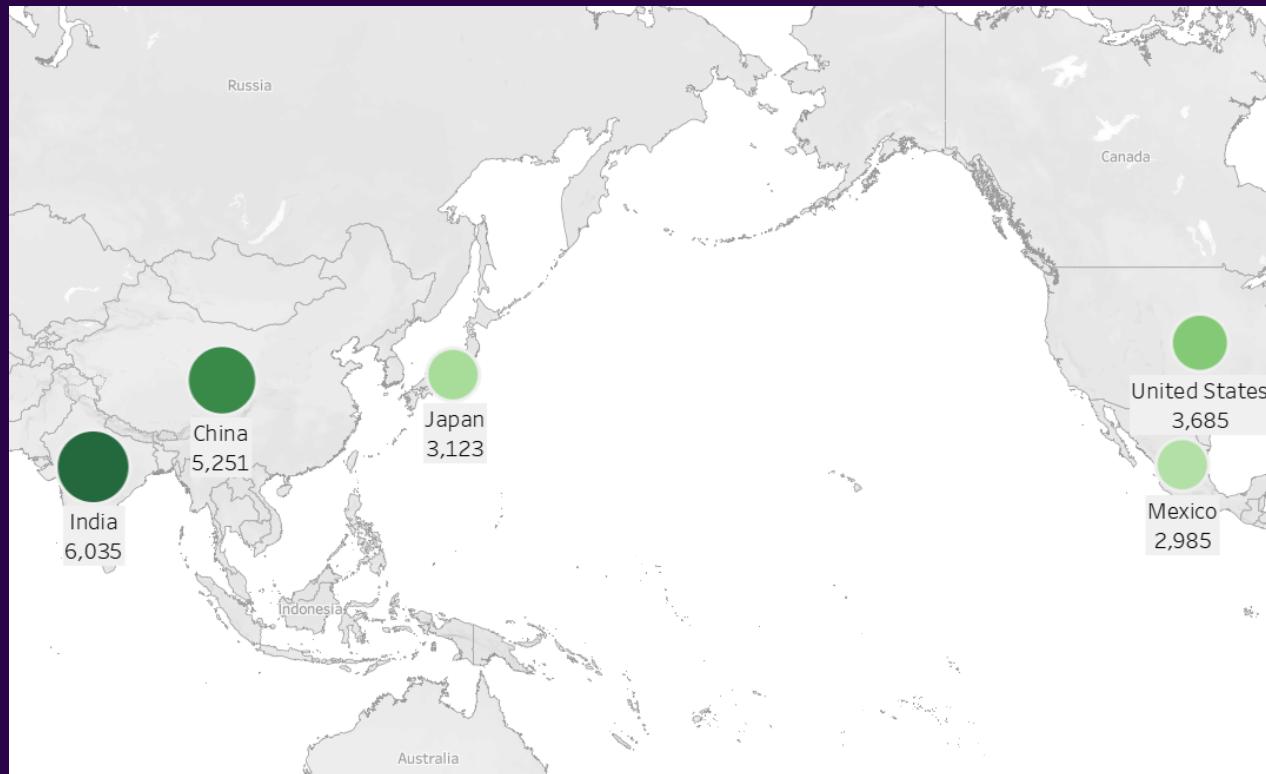 Russia
Canada
China
5,251
Japan
3,123
United States
3,685
India
6,035
Mexico
2,985
Indonesia
Australia